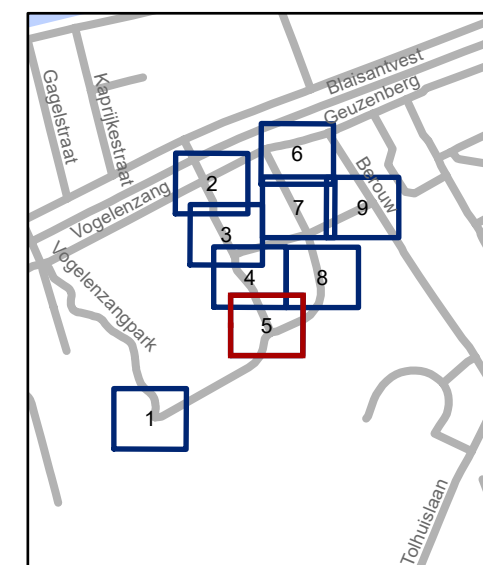 Blaisantvest
Geuzenberg
Gagelstraat
Kaprijkestraat
6
2
Berouw
7
9
Vogelenzang
3
Vogelenzangpark
4
8
5
1
Tolhuislaan